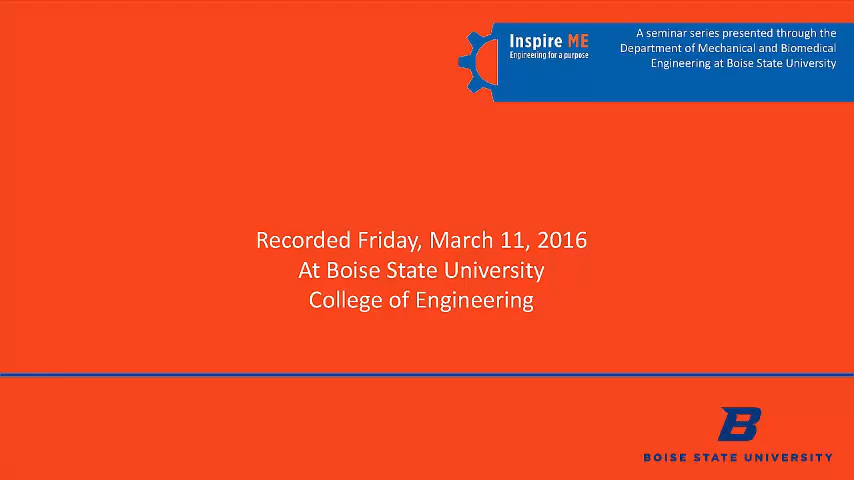 Inspire ME
Engineering for a purpose
A seminar series presented through the
Department of Mechanical and Biomedical
Engineering at Boise State University
Recorded Friday, March 11, 2016
At Boise State University
College of Engineering
B
BOISE STATE UNIVERSITY